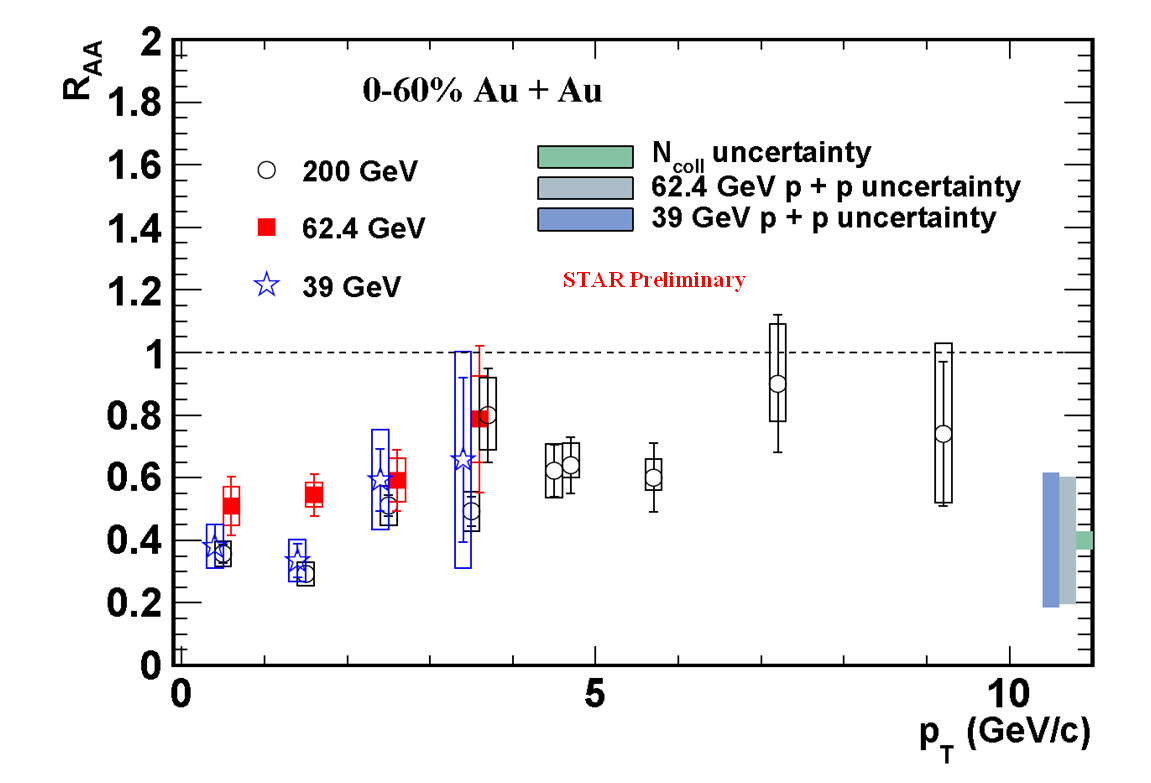 R_AA
2
1.8
1.6
1.4
1.2
1
0.8
0.6
0.4
0.2
0
0-60% Au + Au
200 GeV
62.4 GeV
39 GeV
N_coll uncertainty
62.4 GeV p + p uncertainty
39 GeV p + p uncertainty
STAR Preliminary
0 5 10
p_T (GeV/c)